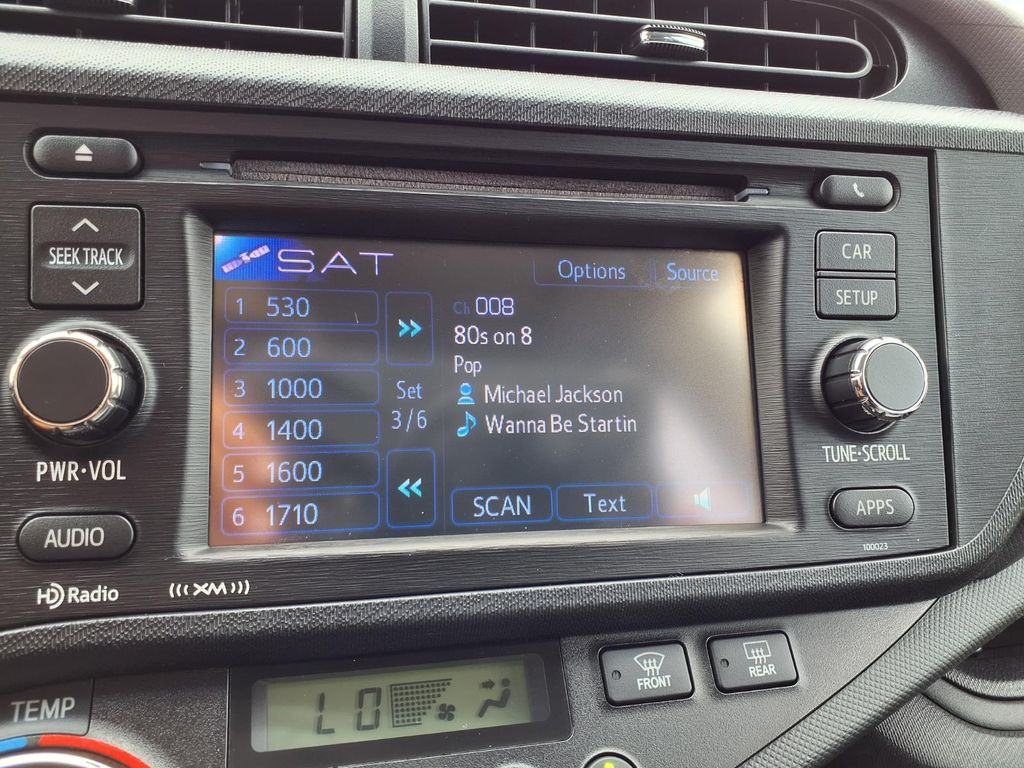 SEEK TRACK
PWR·VOL
AUDIO
HD Radio
(((XM)))
SAT
Options
Source
1 530
2 600
3 1000
4 1400
5 1600
6 1710
Set
3/6
Ch 008
80s on 8
Pop
Michael Jackson
Wanna Be Startin
SCAN
Text
CAR
SETUP
TUNE·SCROLL
APPS
100023
TEMP
LO
FRONT
REAR